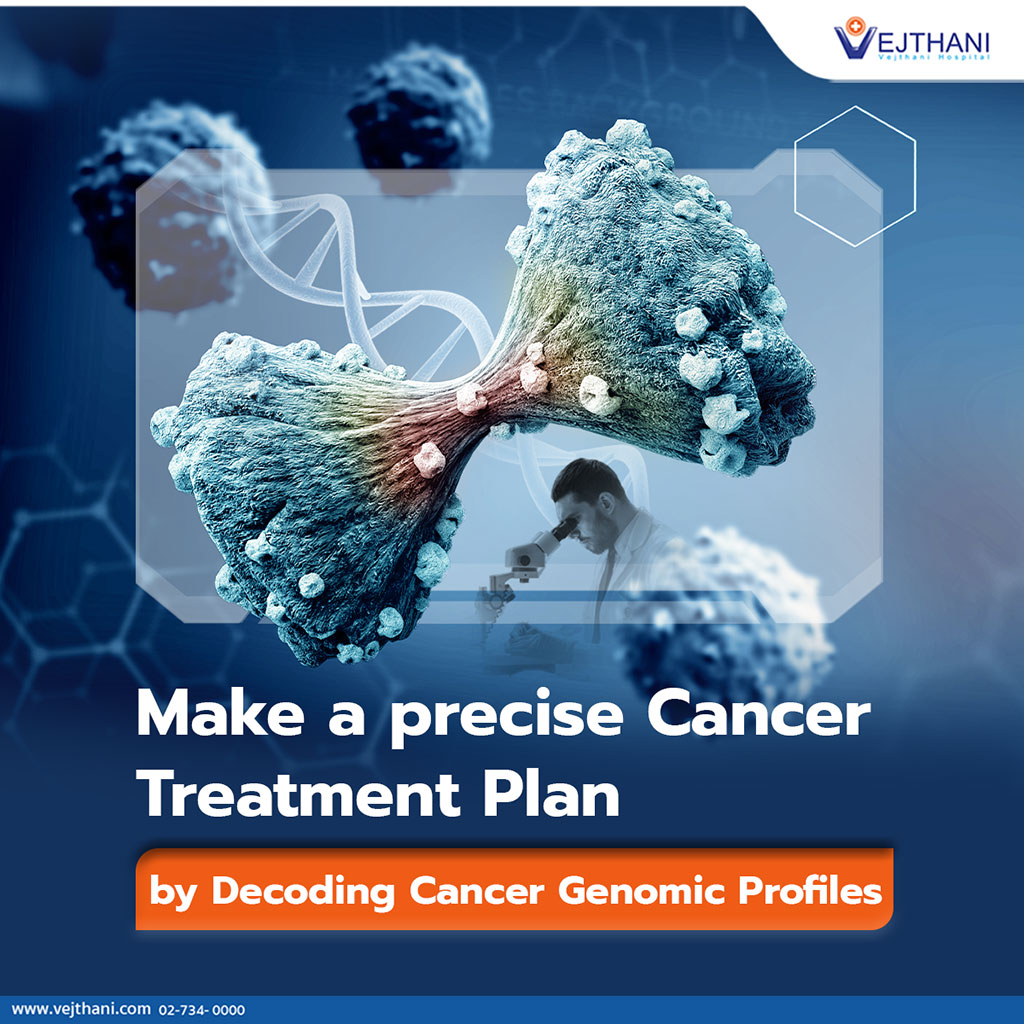 VEJTHANI
Vejthani Hospital
Make a precise Cancer
Treatment Plan
by Decoding Cancer Genomic Profiles
www.vejthani.com 02-734- 0000